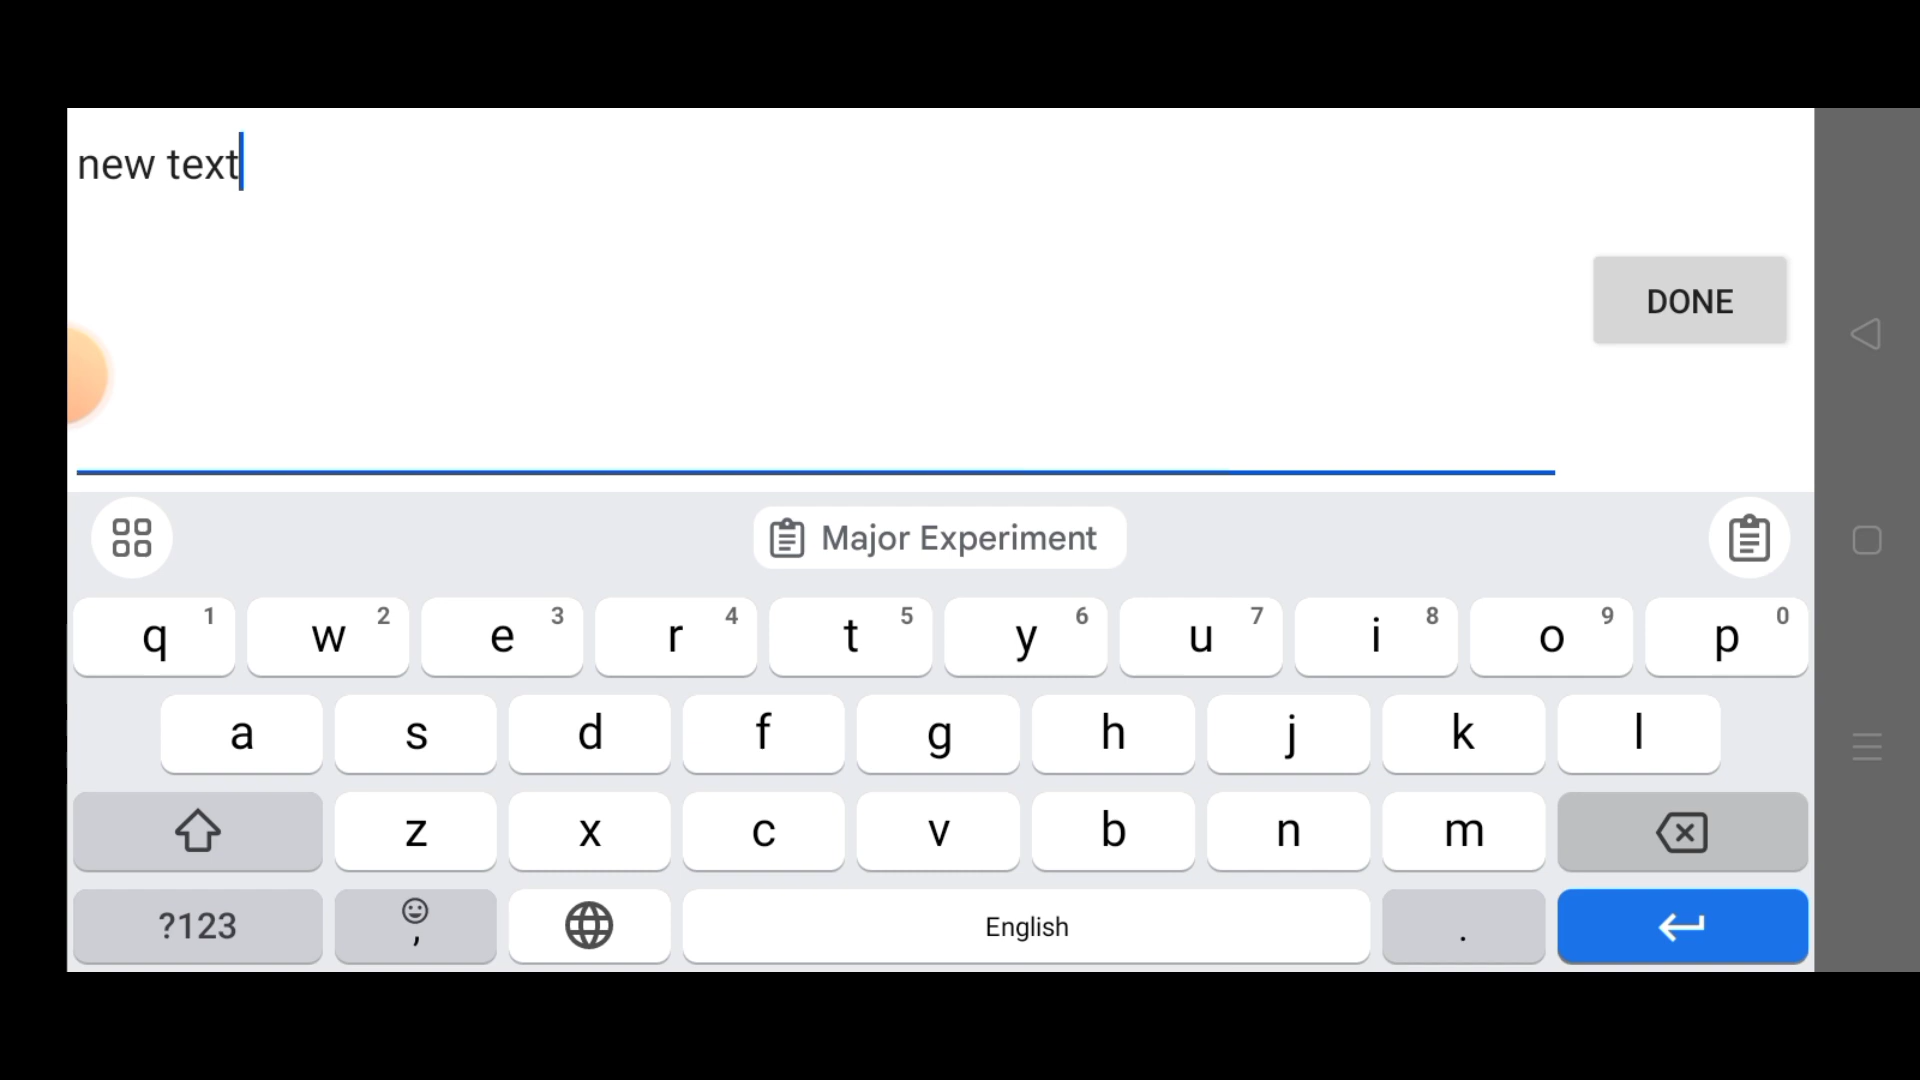 new text
DONE
Major Experiment
q 1 w 2 e 3 r 4 t 5 y 6 u 7 i 8 o 9 p 0
a s d f g h j k l
z x c v b n m
?123 , English .